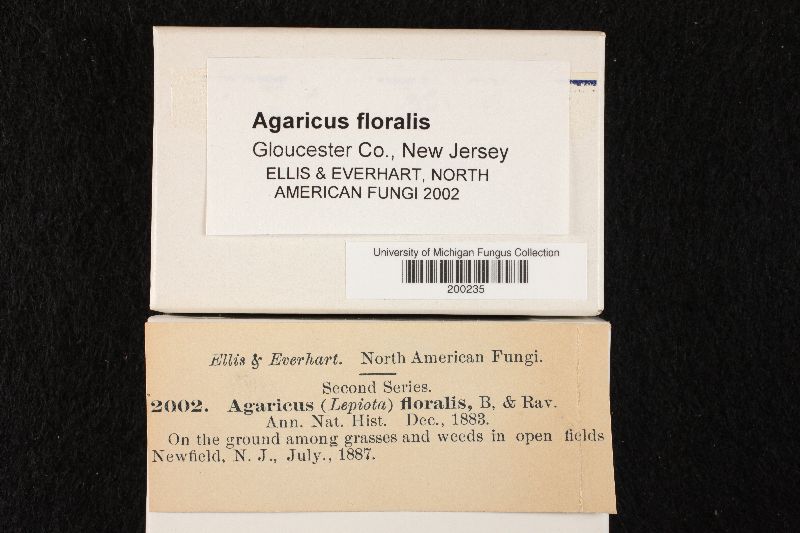 Agaricus floralis
Gloucester Co., New Jersey
ELLIS & EVERHART, NORTH
AMERICAN FUNGI 2002
University of Michigan Fungus Collection
200235
Ellis & Everhart. North American Fungi.
Second Series.
2002. Agaricus (Lepiota) floralis, B, & Rav.
Ann. Nat. Hist. Dec., 1883.
On the ground among grasses and weeds in open fields
Newfield, N. J., July., 1887.